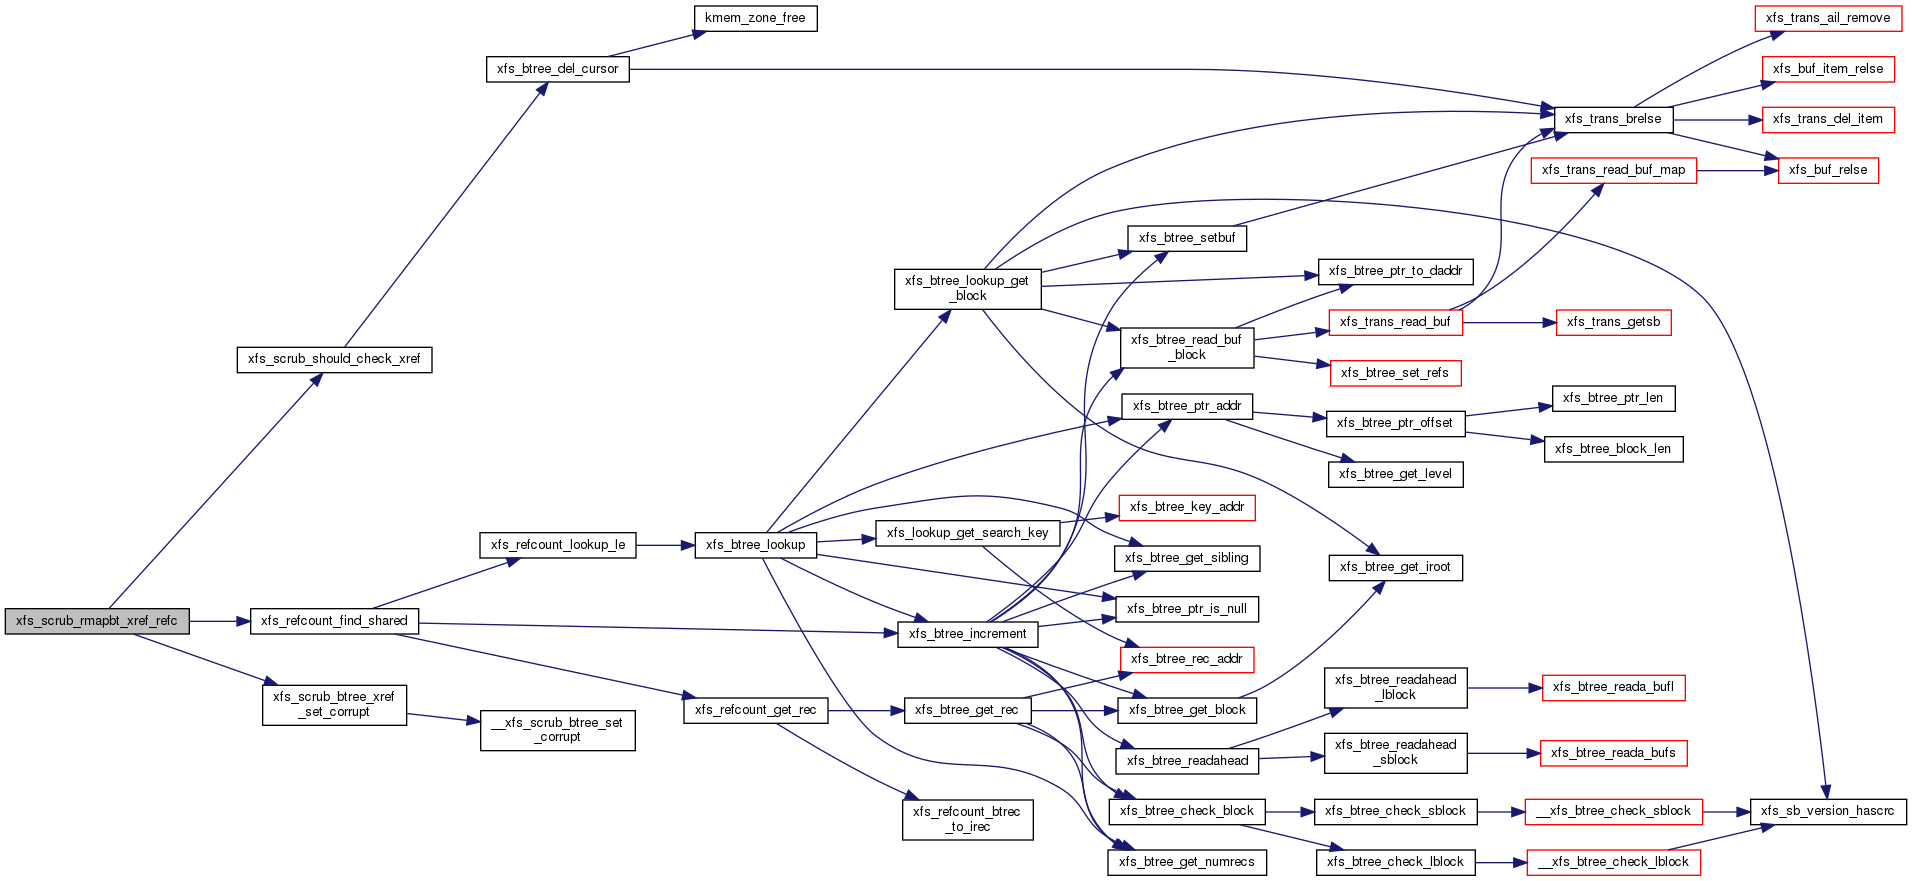 xfs_trans_ail_remove
kmem_zone_free
xfs_btree_del_cursor
xfs_buf_item_relse
xfs_trans_brelse
xfs_trans_del_item
xfs_trans_read_buf_map
xfs_buf_relse
xfs_btree_setbuf
xfs_btree_lookup_get
_block
xfs_btree_ptr_to_daddr
xfs_trans_read_buf
xfs_trans_getsb
xfs_btree_read_buf
_block
xfs_scrub_should_check_xref
xfs_btree_set_refs
xfs_btree_ptr_len
xfs_btree_ptr_addr
xfs_btree_ptr_offset
xfs_btree_block_len
xfs_btree_get_level
xfs_btree_key_addr
xfs_lookup_get_search_key
xfs_refcount_lookup_le
xfs_btree_lookup
xfs_btree_get_sibling
xfs_btree_get_iroot
xfs_btree_ptr_is_null
xfs_scrub_rmapbt_xref_refc
xfs_refcount_find_shared
xfs_btree_increment
xfs_btree_rec_addr
xfs_btree_readahead
_lblock
xfs_btree_reada_bufl
xfs_scrub_btree_xref
_set_corrupt
xfs_refcount_get_rec
xfs_btree_get_rec
xfs_btree_get_block
__xfs_scrub_btree_set
_corrupt
xfs_btree_readahead
xfs_btree_readahead
_sblock
xfs_btree_reada_bufs
xfs_refcount_btrec
_to_irec
xfs_btree_check_block
xfs_btree_check_sblock
__xfs_btree_check_sblock
xfs_sb_version_hascrc
xfs_btree_get_numrecs
xfs_btree_check_lblock
__xfs_btree_check_lblock